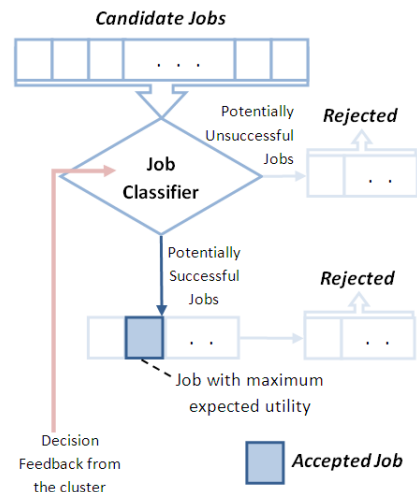 Candidate Jobs
. . .
Potentially
Unsuccessful
Jobs
Rejected
. .
Job
Classifier
Potentially
Successful
Jobs
Rejected
. .
. .
Job with maximum
expected utility
Decision
Feedback from
the cluster
Accepted Job